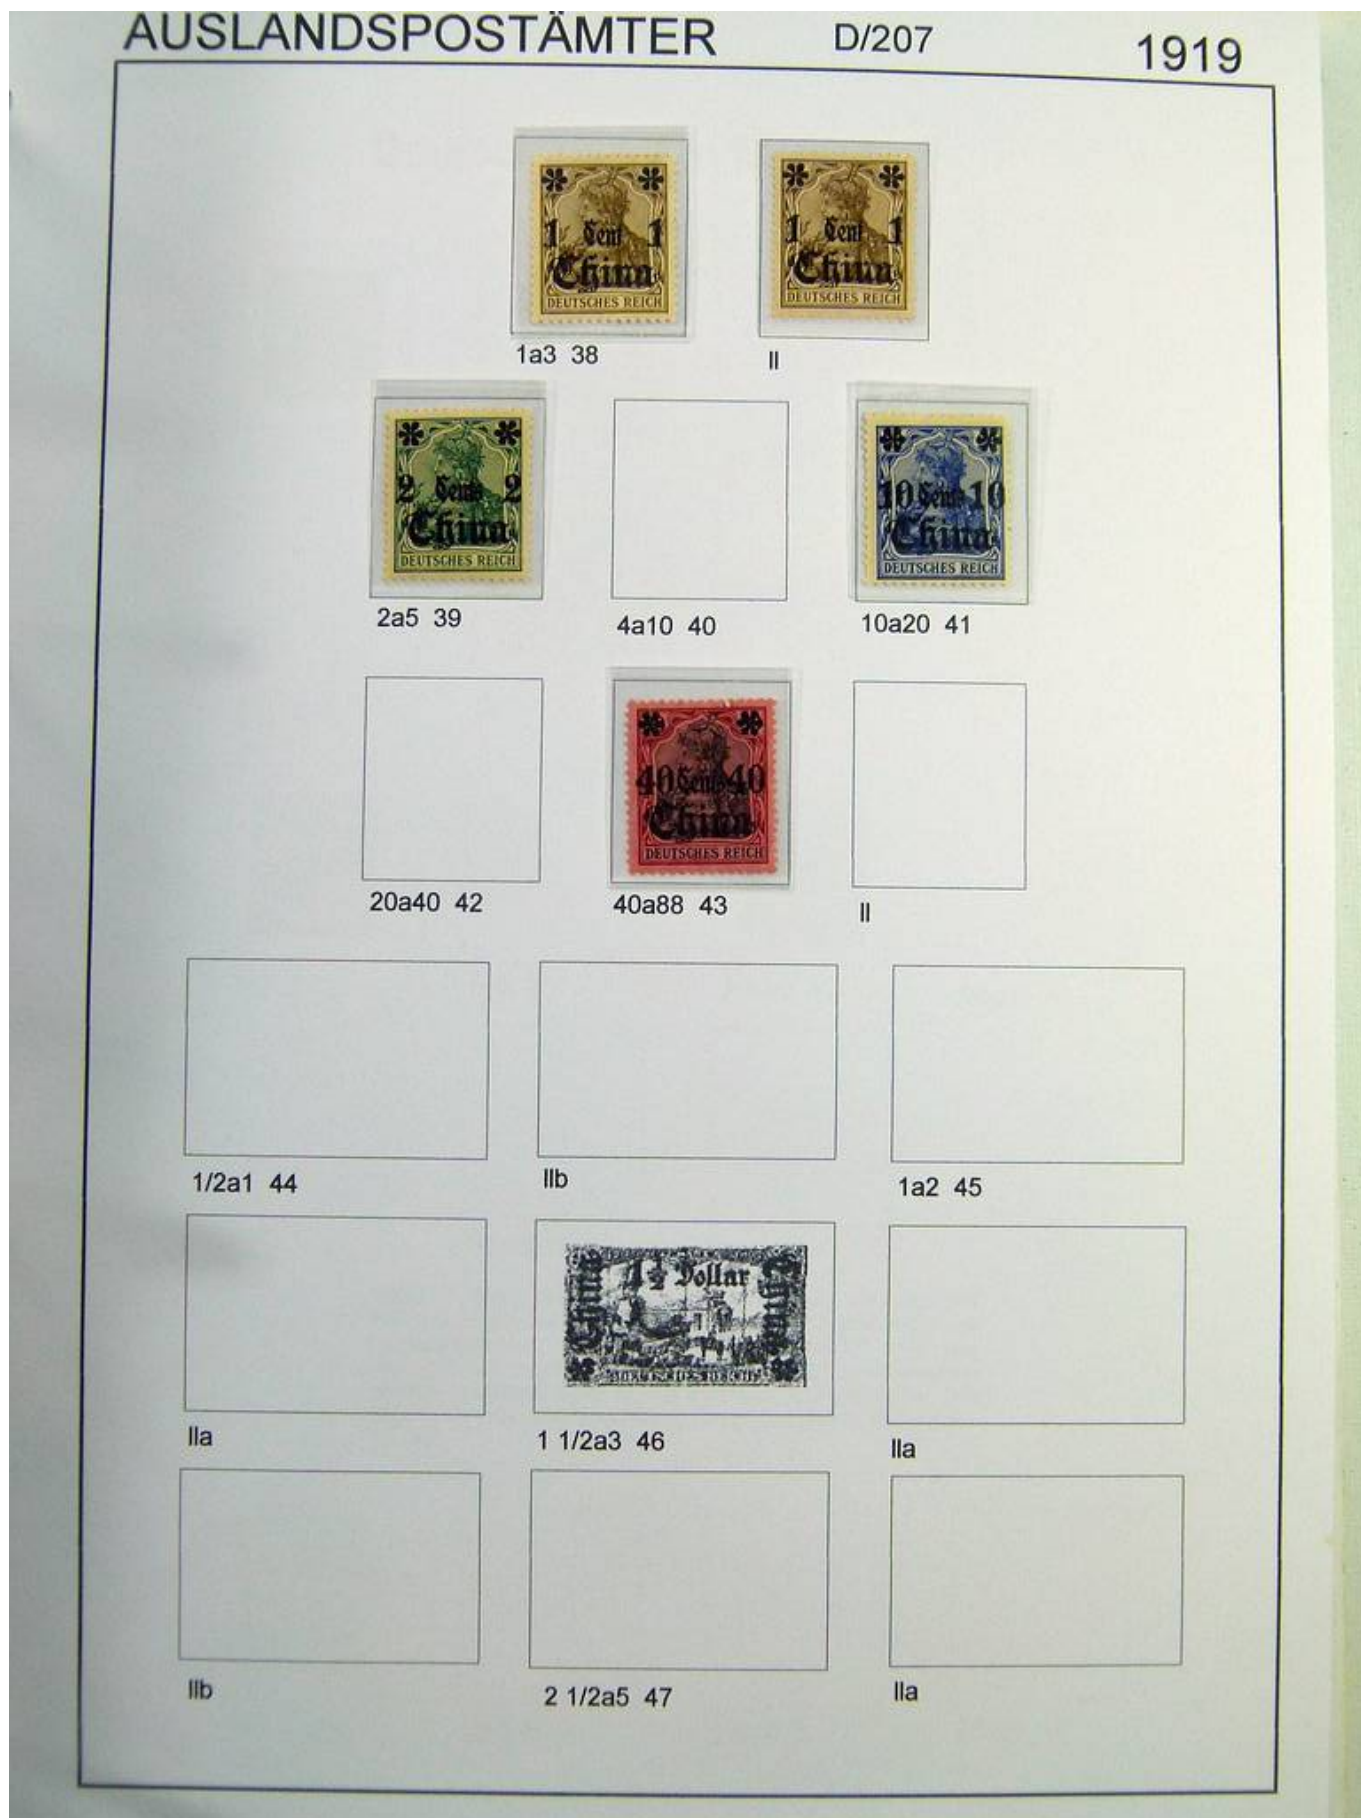 AUSLANDSPOSTÄMTER D/207 1919
1 Cent 1
China
DEUTSCHES REICH
1 Cent 1
China
DEUTSCHES REICH
1a3 38
II
2 Cents 2
China
DEUTSCHES REICH
10 Cents 10
China
DEUTSCHES REICH
2a5 39
4a10 40
10a20 41
40 Cents 40
China
DEUTSCHES REICH
20a40 42
40a88 43
II
1/2a1 44
IIb
1a2 45
China 1½ Dollar China
IIa
1 1/2a3 46
IIa
IIb
2 1/2a5 47
IIa